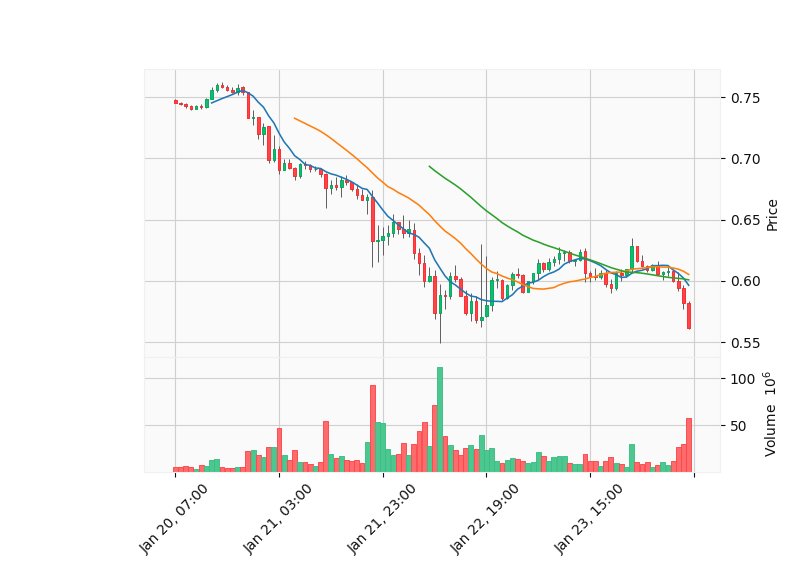 0.75
0.70
0.65
0.60
0.55
Price
100
50
Volume 10^6
Jan 20, 07:00
Jan 21, 03:00
Jan 21, 23:00
Jan 22, 19:00
Jan 23, 15:00